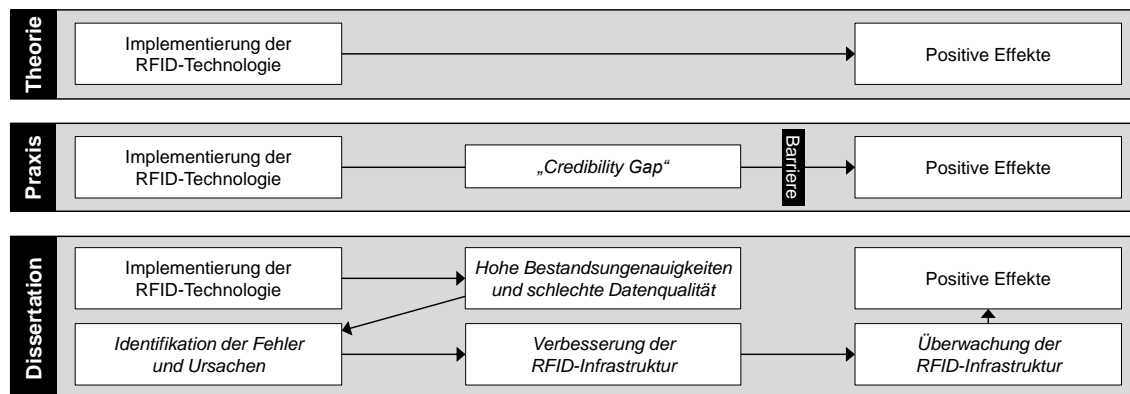 Theorie
Implementierung der
RFID-Technologie
Positive Effekte
Praxis
Implementierung der
RFID-Technologie
„Credibility Gap“
Barriere
Positive Effekte
Dissertation
Implementierung der
RFID-Technologie
Hohe Bestandsungenauigkeiten
und schlechte Datenqualität
Positive Effekte
Identifikation der Fehler
und Ursachen
Verbesserung der
RFID-Infrastruktur
Überwachung der
RFID-Infrastruktur